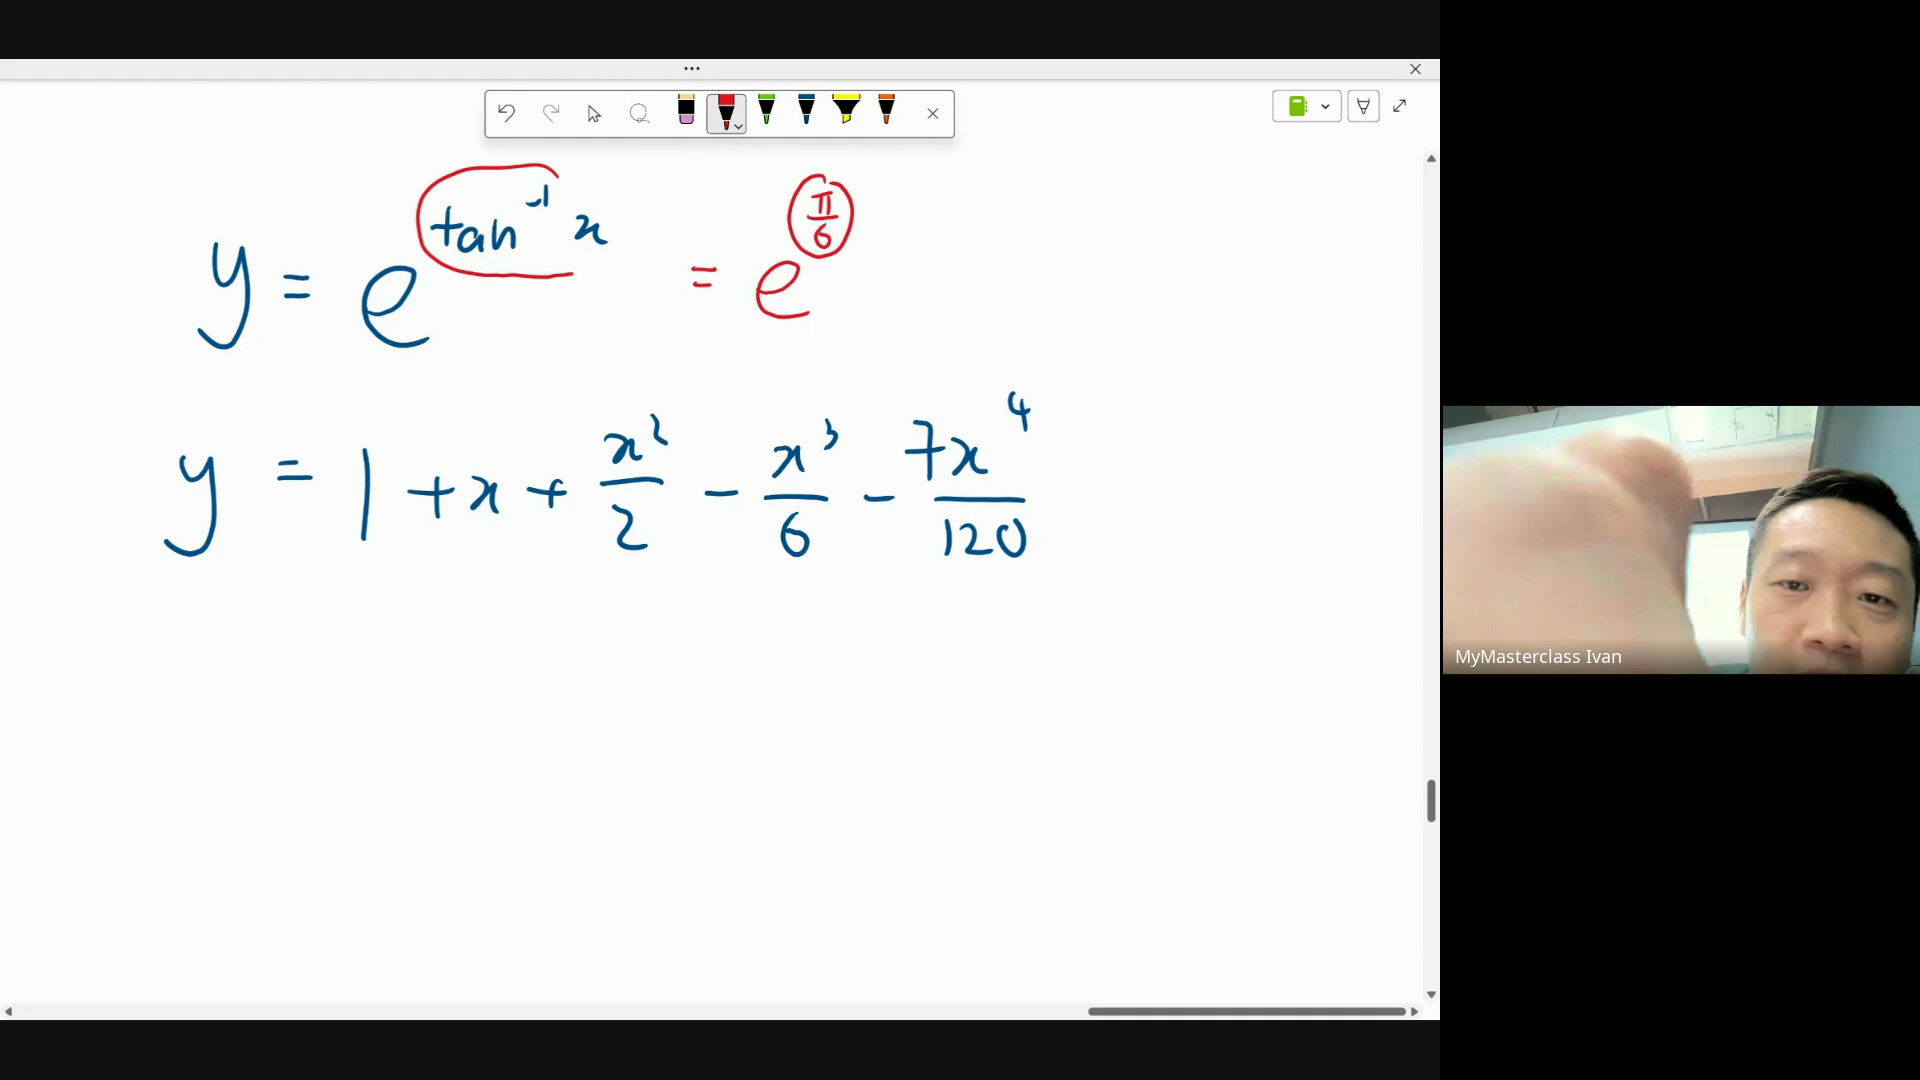 y = e^{tan^{-1} x} = e^{π/6}
y = 1 + x + x²/2 - x³/6 - 7x⁴/120
MyMasterclass Ivan